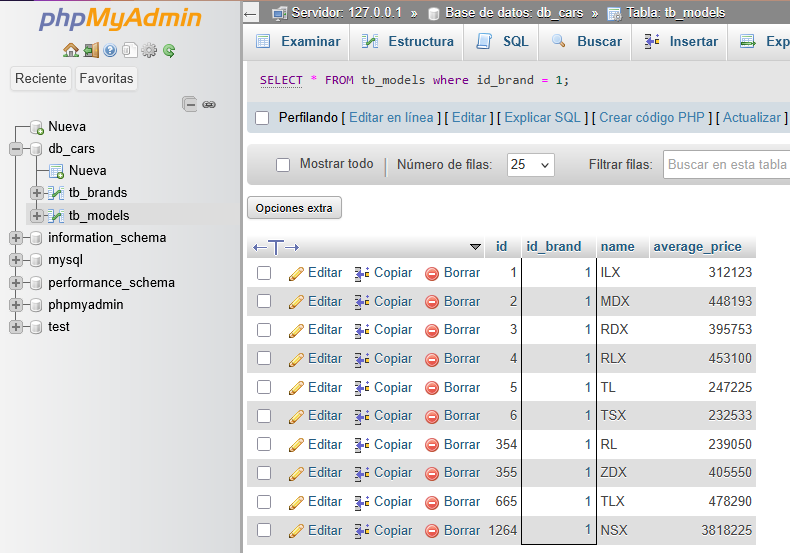 phpMyAdmin
Reciente Favoritas
Nueva
db_cars
Nueva
tb_brands
tb_models
information_schema
mysql
performance_schema
phpmyadmin
test
Servidor: 127.0.0.1 » Base de datos: db_cars » Tabla: tb_models
Examinar Estructura SQL Buscar Insertar Exp
SELECT * FROM tb_models where id_brand = 1;
Perfilando [ Editar en línea ] [ Editar ] [ Explicar SQL ] [ Crear código PHP ] [ Actualizar ]
Mostrar todo Número de filas: 25 Filtrar filas: Buscar en esta tabla
Opciones extra
←T→ id id_brand name average_price
Editar Copiar Borrar 1 1 ILX 312123
Editar Copiar Borrar 2 1 MDX 448193
Editar Copiar Borrar 3 1 RDX 395753
Editar Copiar Borrar 4 1 RLX 453100
Editar Copiar Borrar 5 1 TL 247225
Editar Copiar Borrar 6 1 TSX 232533
Editar Copiar Borrar 354 1 RL 239050
Editar Copiar Borrar 355 1 ZDX 405550
Editar Copiar Borrar 665 1 TLX 478290
Editar Copiar Borrar 1264 1 NSX 3818225